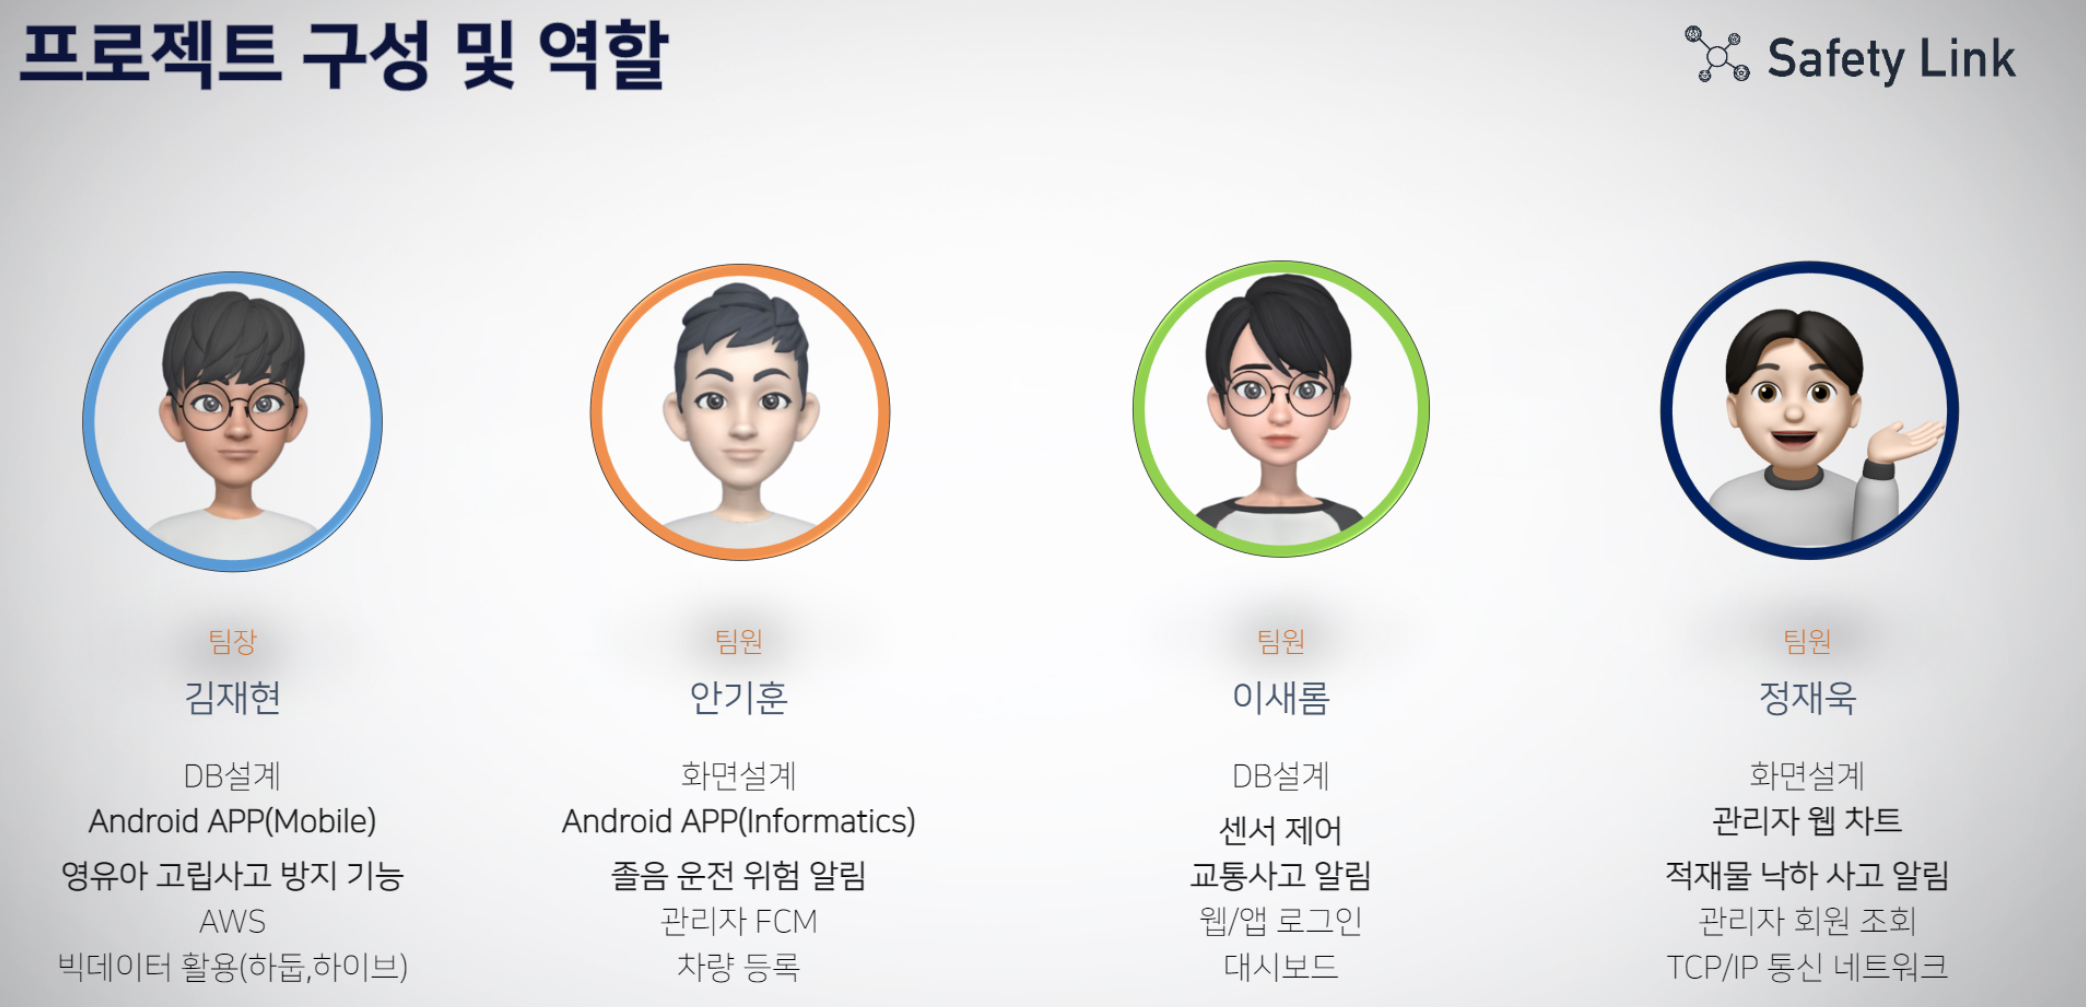 프로젝트 구성 및 역할
Safety Link
팀장
김재현
DB설계
Android APP(Mobile)
영유아 고립사고 방지 기능
AWS
빅데이터 활용(하둡,하이브)
팀원
안기훈
화면설계
Android APP(Informatics)
졸음 운전 위험 알림
관리자 FCM
차량 등록
팀원
이새롬
DB설계
센서 제어
교통사고 알림
웹/앱 로그인
대시보드
팀원
정재욱
화면설계
관리자 웹 차트
적재물 낙하 사고 알림
관리자 회원 조회
TCP/IP 통신 네트워크